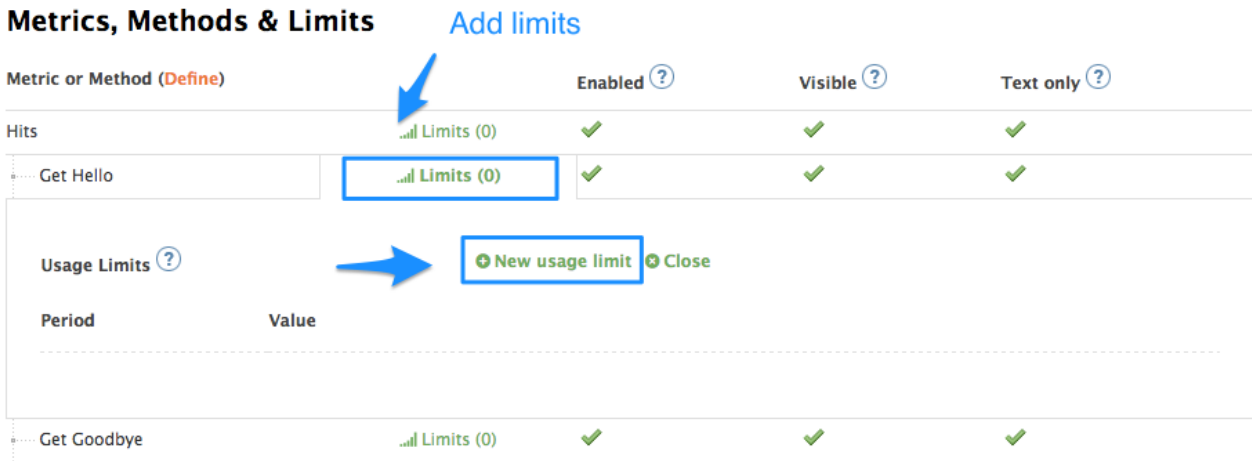 Metrics, Methods & Limits
Add limits
Metric or Method (Define) Enabled ? Visible ? Text only ?
Hits Limits (0)
Get Hello Limits (0)
Usage Limits ? New usage limit Close
Period Value
Get Goodbye Limits (0)